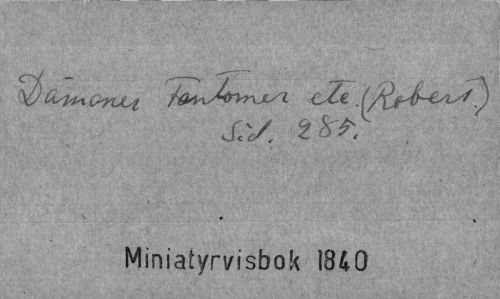 Dämoner Fantomer etc. (Robert.)
Sid. 285.
Miniatyrvisbok 1840